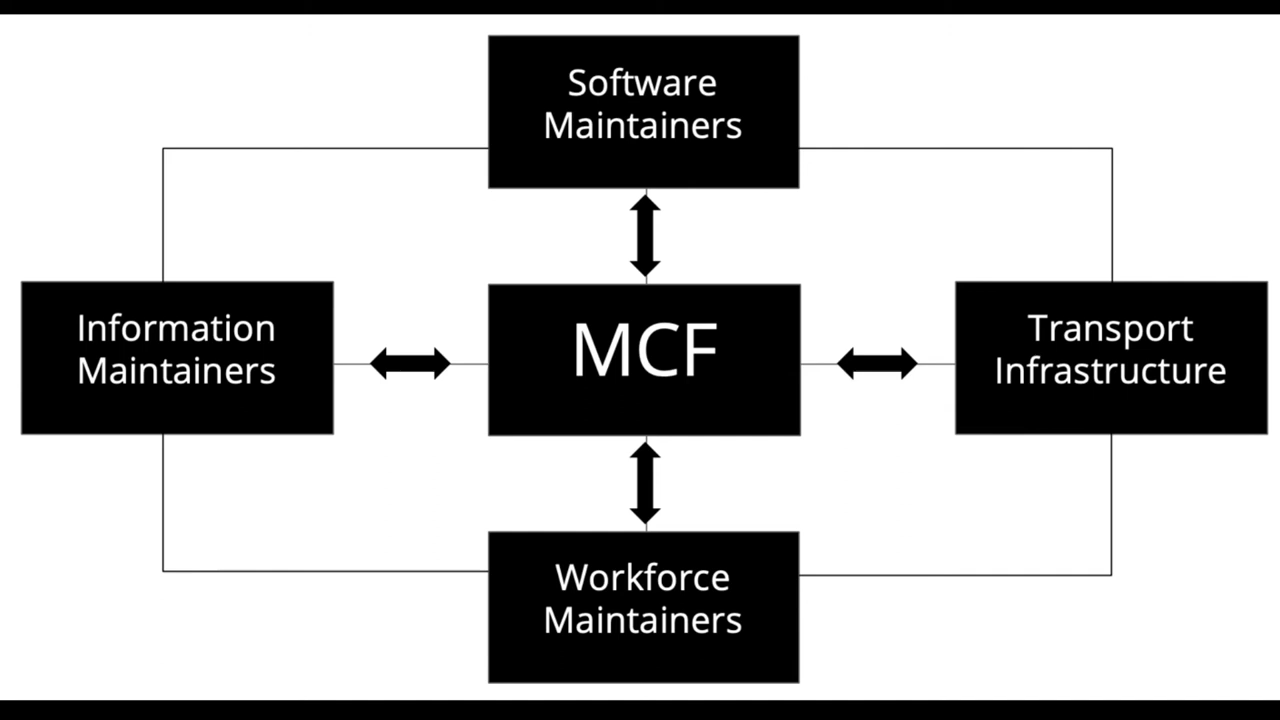 Software
Maintainers
Information
Maintainers
MCF
Transport
Infrastructure
Workforce
Maintainers